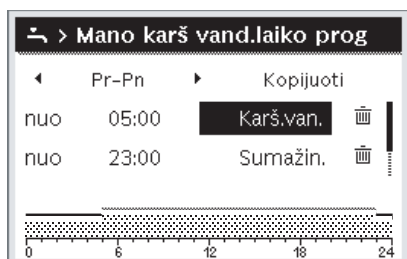 > Mano karš vand.laiko prog
Pr-Pn Kopijuoti
nuo 05:00 Karš.van.
nuo 23:00 Sumažin.
0 6 12 18 24